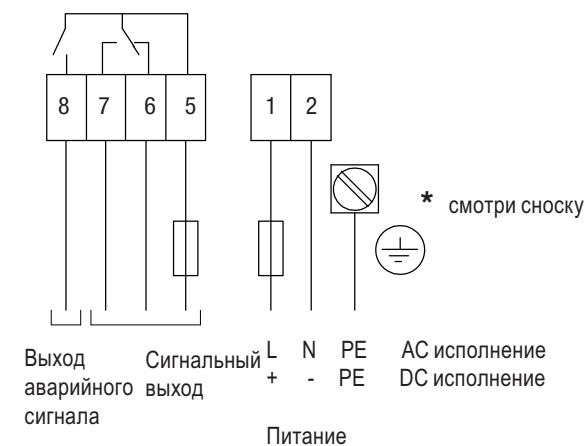 8 7 6 5 1 2
* смотри сноску
Выход
аварийного
сигнала
Сигнальный
выход
L N PE AC исполнение
+ - PE DC исполнение
Питание